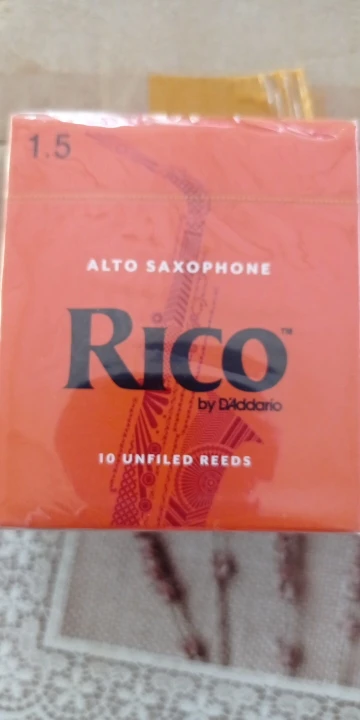 1.5
ALTO SAXOPHONE
RICO™
by D'Addario
10 UNFILED REEDS